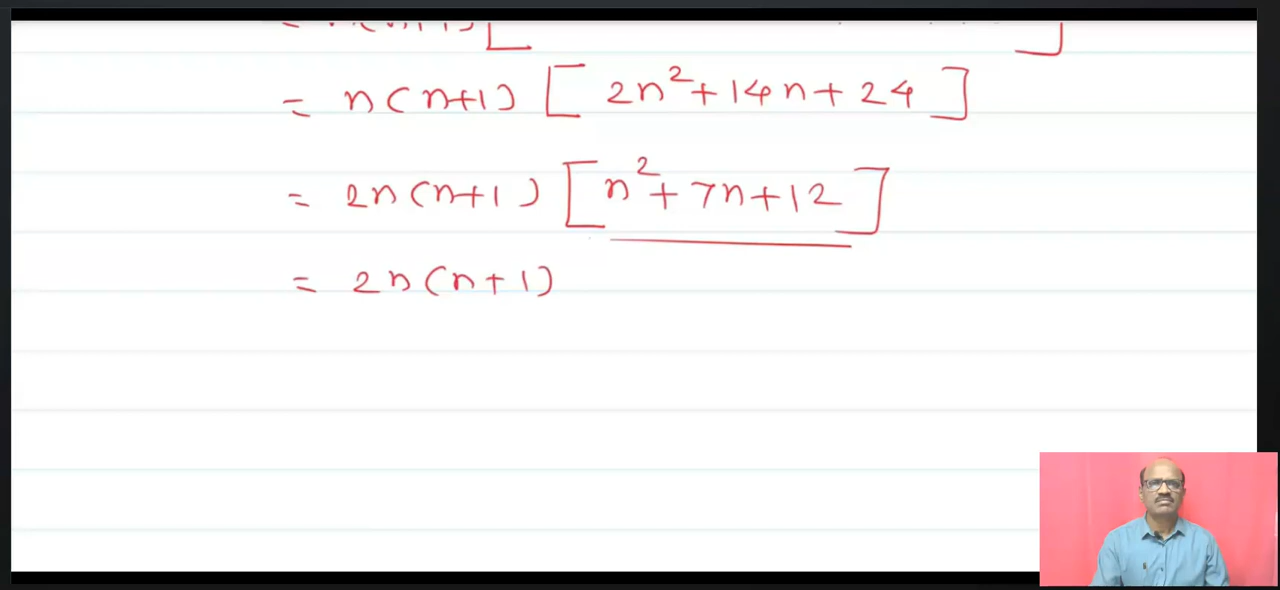 = n(n+1) [ 2n²+14n+24 ]
= 2n(n+1) [ n²+7n+12 ]
= 2n(n+1)